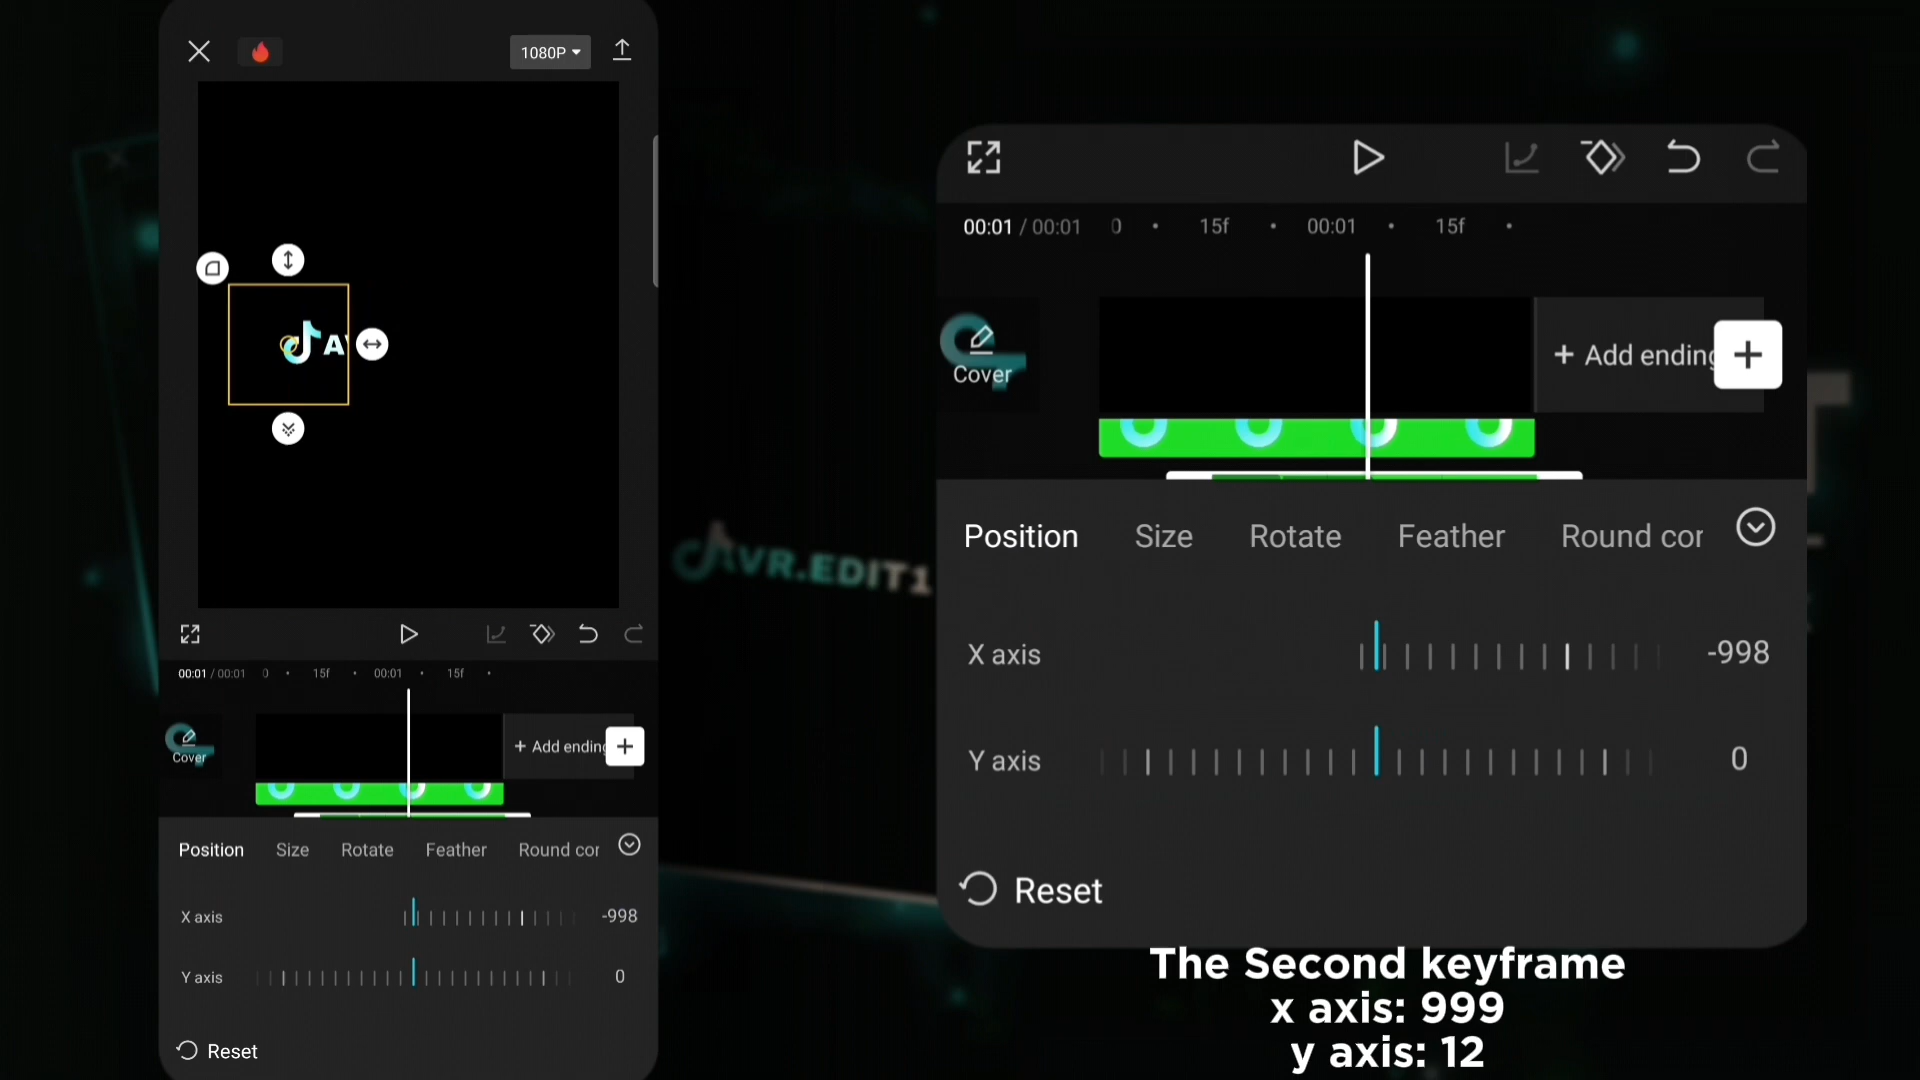 1080P
A
00:01 / 00:01 0 15f 00:01 15f
Cover
+ Add ending
Position Size Rotate Feather Round cor
X axis -998
Y axis 0
Reset
AVR.EDIT1
00:01 / 00:01 0 15f 00:01 15f
Cover
+ Add ending
Position Size Rotate Feather Round cor
X axis -998
Y axis 0
Reset
The Second keyframe
x axis: 999
y axis: 12